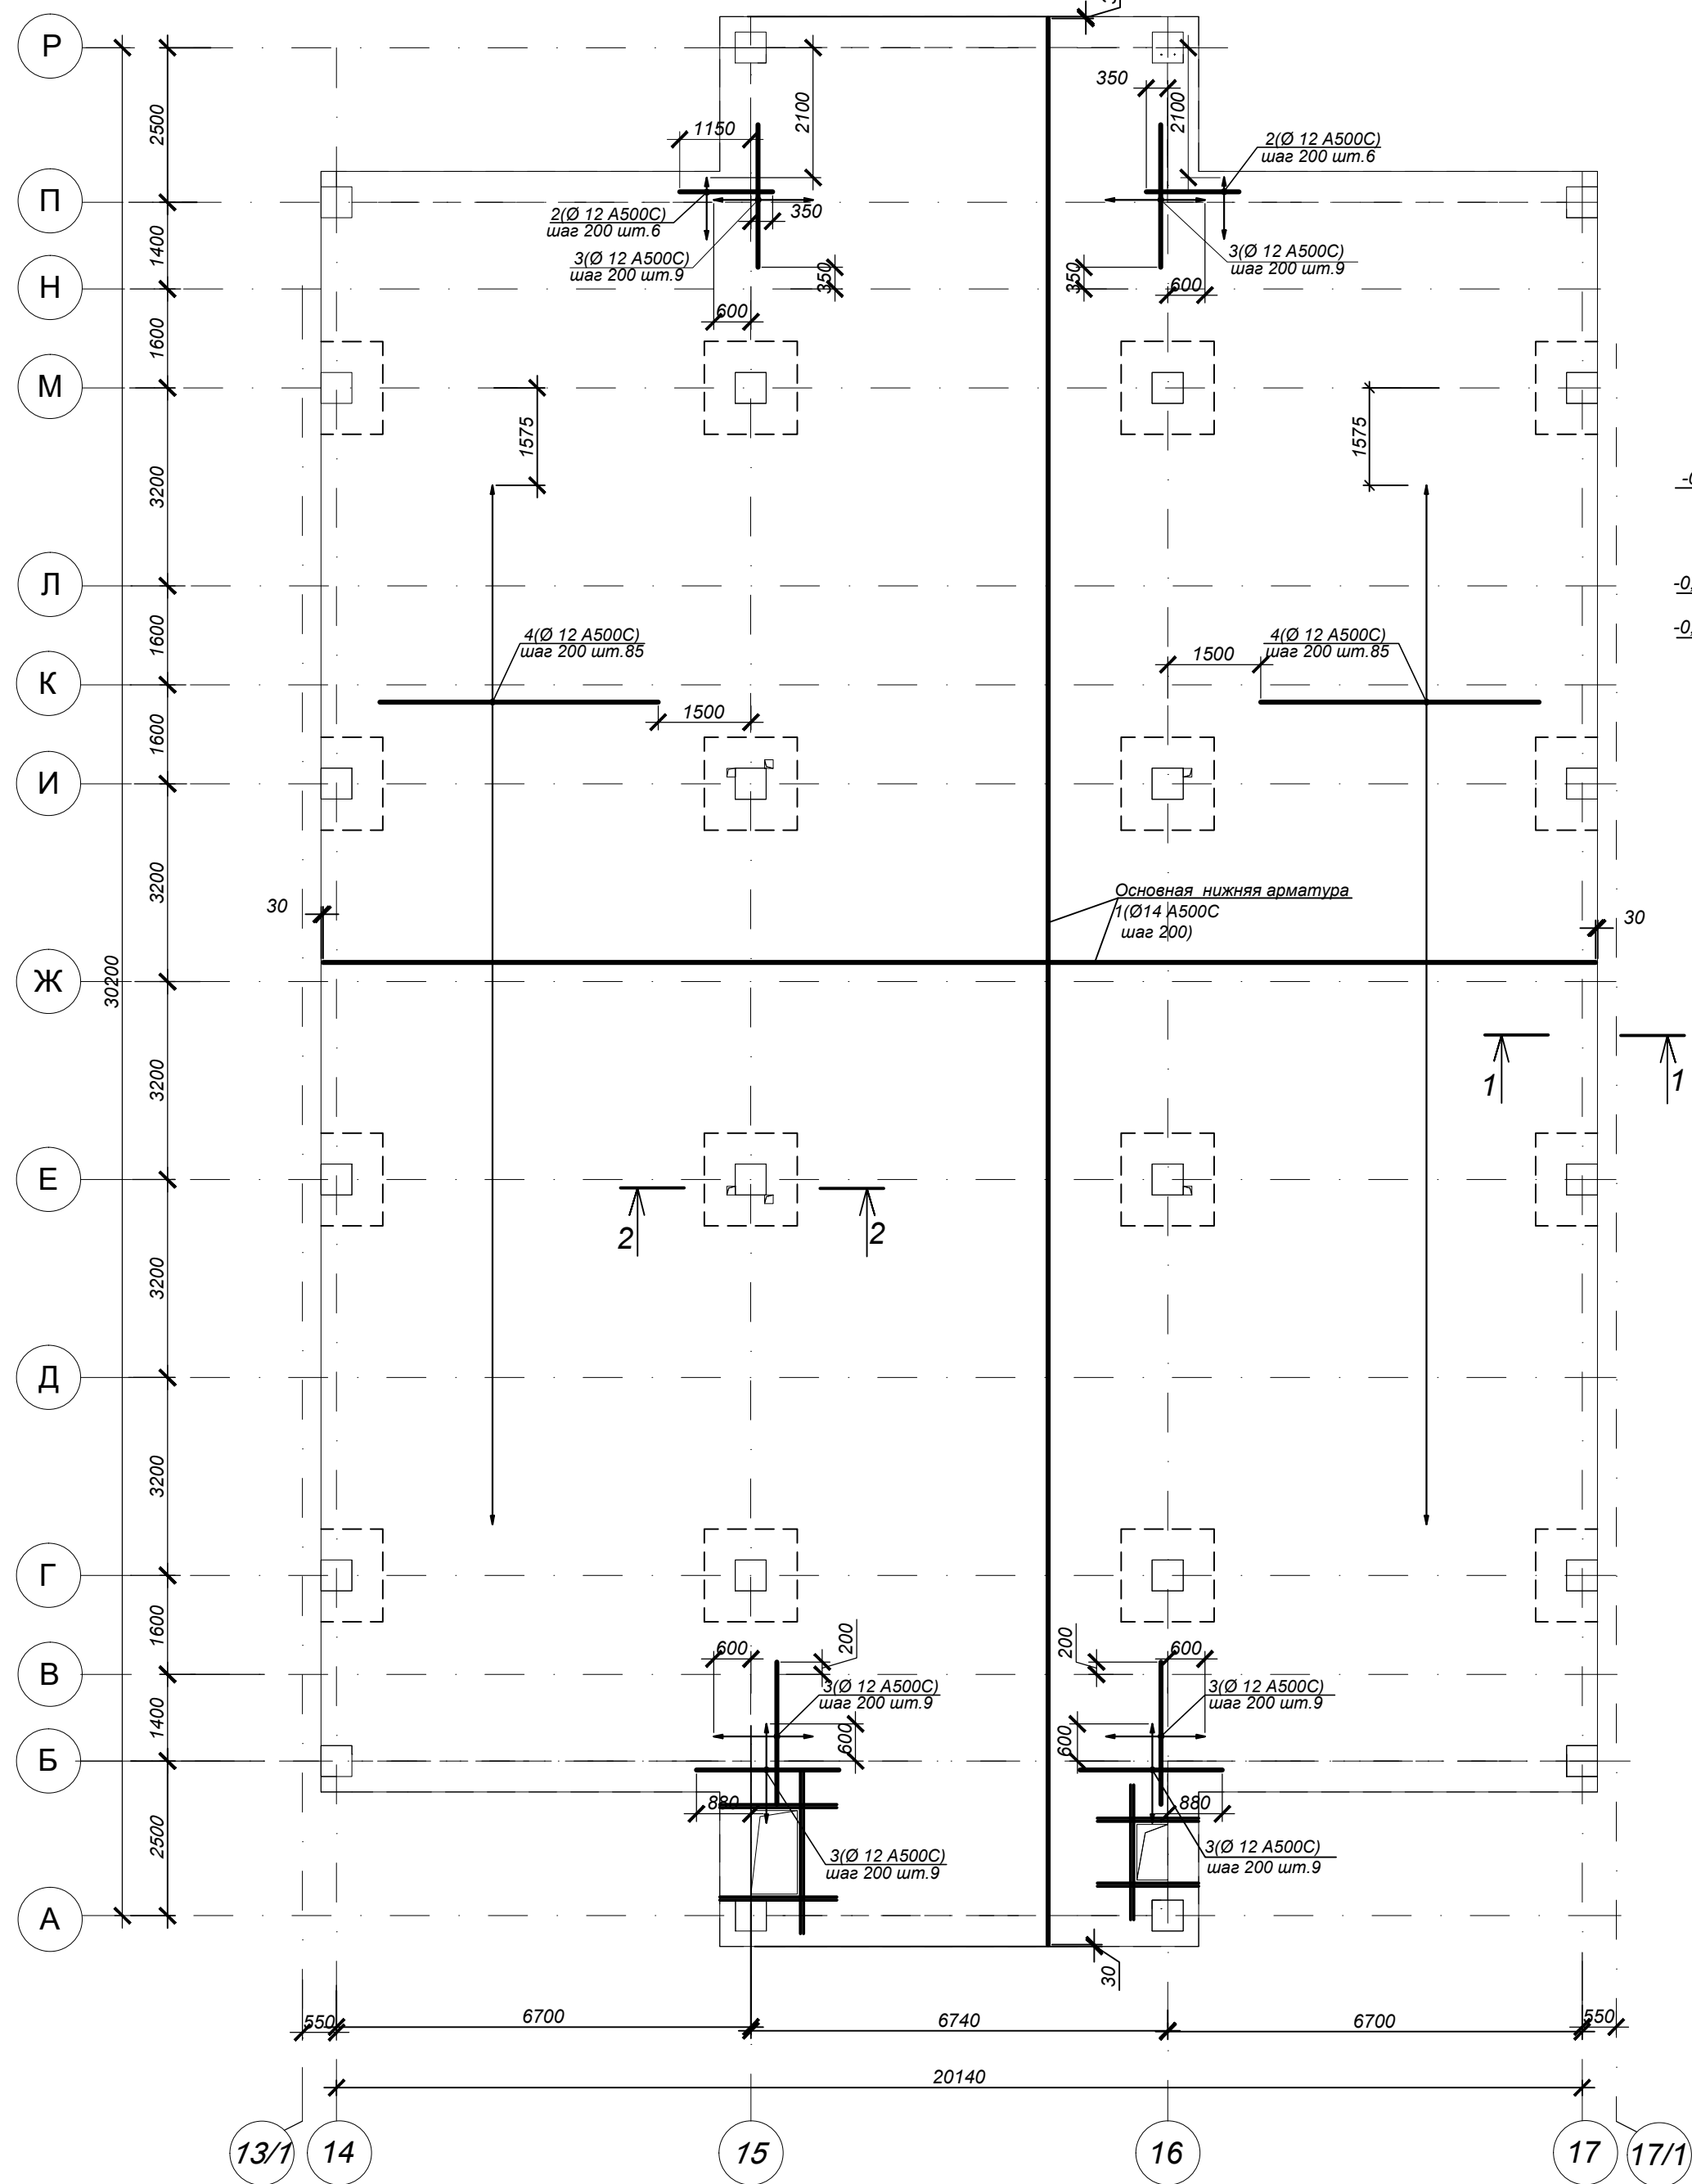 Р
2500
1150
2100
350
2100
2(Ø 12 А500С)
шаг 200 шт.6
П
2(Ø 12 А500С)
шаг 200 шт.6
350
1400
3(Ø 12 А500С)
шаг 200 шт.9
3(Ø 12 А500С)
шаг 200 шт.9
Н
350
350
600
600
1600
М
1575
1575
3200
Л
1600
4(Ø 12 А500С)
шаг 200 шт.85
1500
4(Ø 12 А500С)
шаг 200 шт.85
К
1500
1600
И
3200
30
Основная нижняя арматура
1(Ø14 А500С
шаг 200)
30
Ж
30200
3200
1
1
Е
2
2
3200
Д
3200
Г
1600
600
200
200
600
В
3(Ø 12 А500С)
шаг 200 шт.9
3(Ø 12 А500С)
шаг 200 шт.9
1400
600
600
Б
880
880
2500
3(Ø 12 А500С)
шаг 200 шт.9
3(Ø 12 А500С)
шаг 200 шт.9
А
30
550
6700
6740
6700
550
20140
13/1
14
15
16
17
17/1